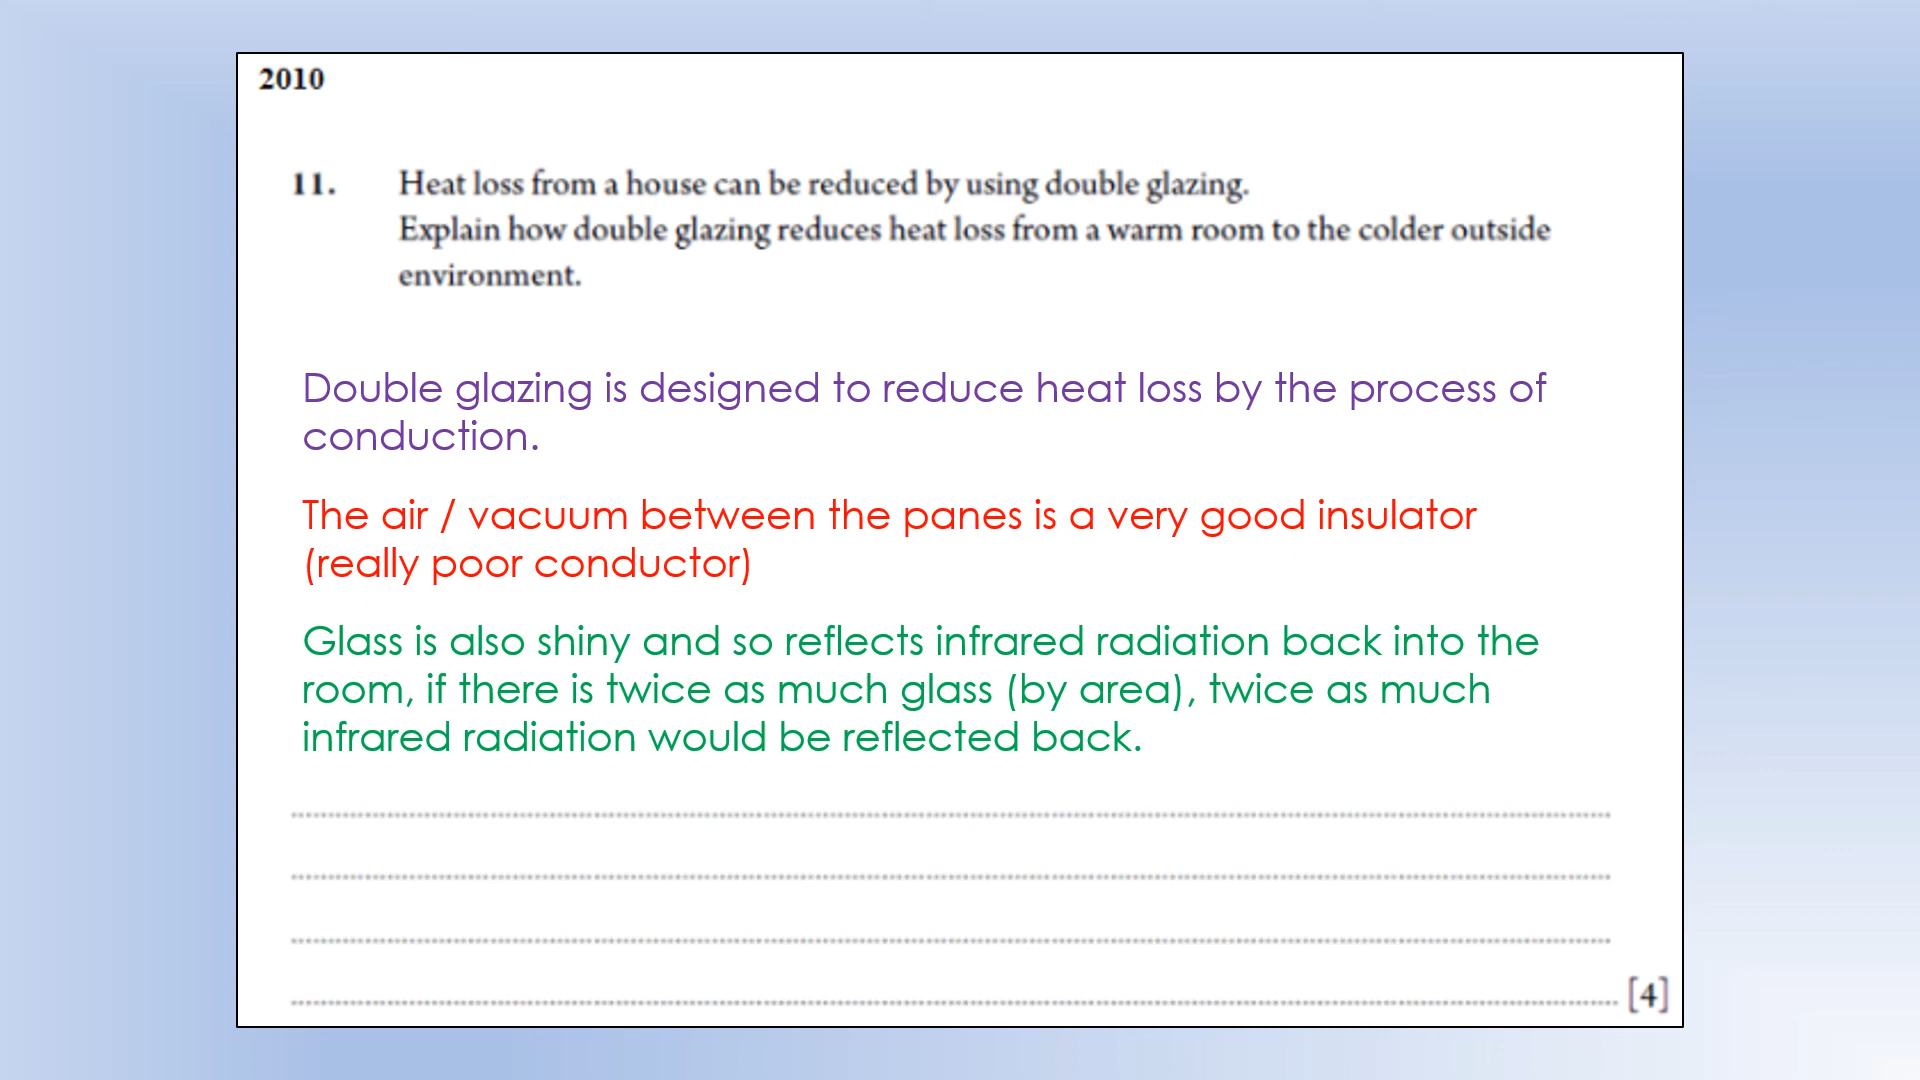 2010
11. Heat loss from a house can be reduced by using double glazing.
Explain how double glazing reduces heat loss from a warm room to the colder outside
environment.
Double glazing is designed to reduce heat loss by the process of
conduction.
The air / vacuum between the panes is a very good insulator
(really poor conductor)
Glass is also shiny and so reflects infrared radiation back into the
room, if there is twice as much glass (by area), twice as much
infrared radiation would be reflected back.
[4]